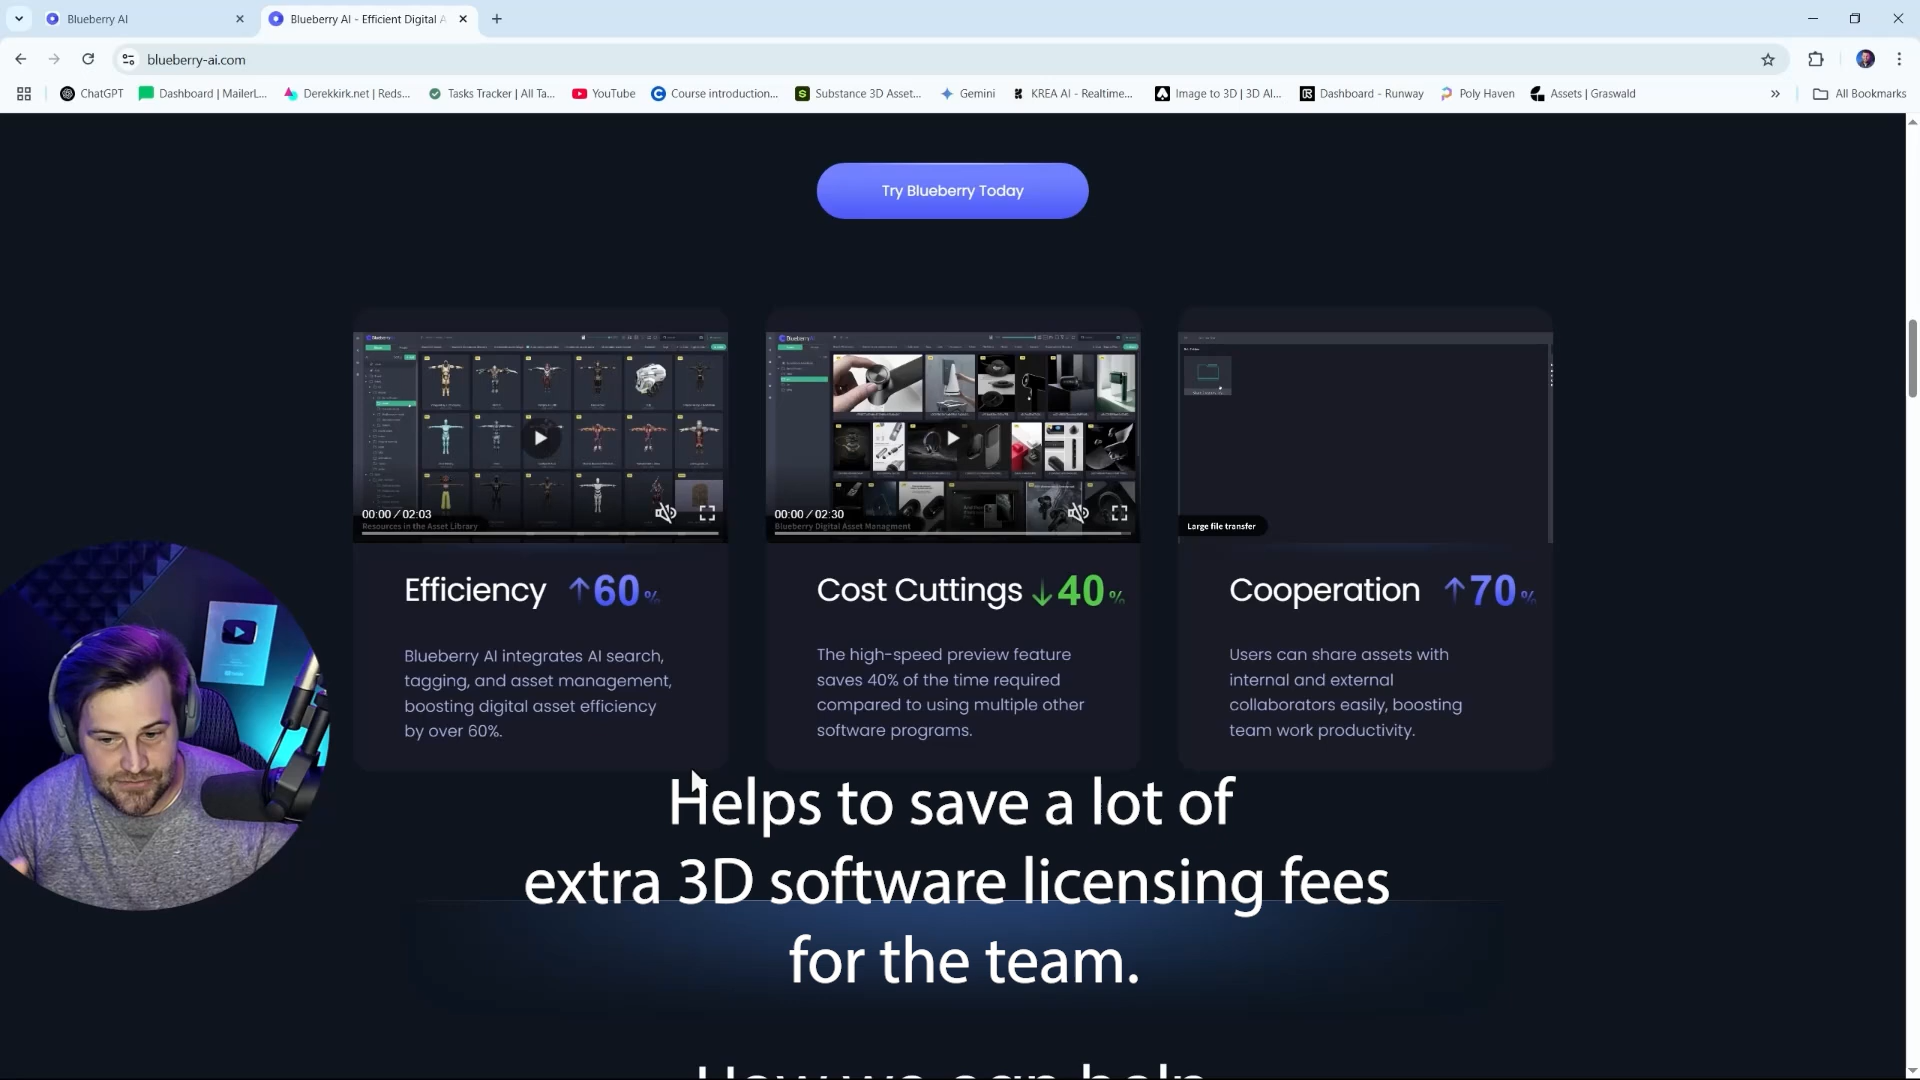 Blueberry AI
Blueberry AI - Efficient Digital A
blueberry-ai.com
ChatGPT
Dashboard | MailerL...
Derekkirk.net | Reds...
Tasks Tracker | All Ta...
YouTube
Course introduction...
Substance 3D Asset...
Gemini
KREA AI - Realtime...
Image to 3D | 3D AI...
Dashboard - Runway
Poly Haven
Assets | Graswald
All Bookmarks
Try Blueberry Today
00:00 / 02:03
Resources in the Asset Library
00:00 / 02:30
Blueberry Digital Asset Managment
Large file transfer
Efficiency ↑60%
Blueberry AI integrates AI search,
tagging, and asset management,
boosting digital asset efficiency
by over 60%.
Cost Cuttings ↓40%
The high-speed preview feature
saves 40% of the time required
compared to using multiple other
software programs.
Cooperation ↑70%
Users can share assets with
internal and external
collaborators easily, boosting
team work productivity.
Helps to save a lot of
extra 3D software licensing fees
for the team.
How we can help